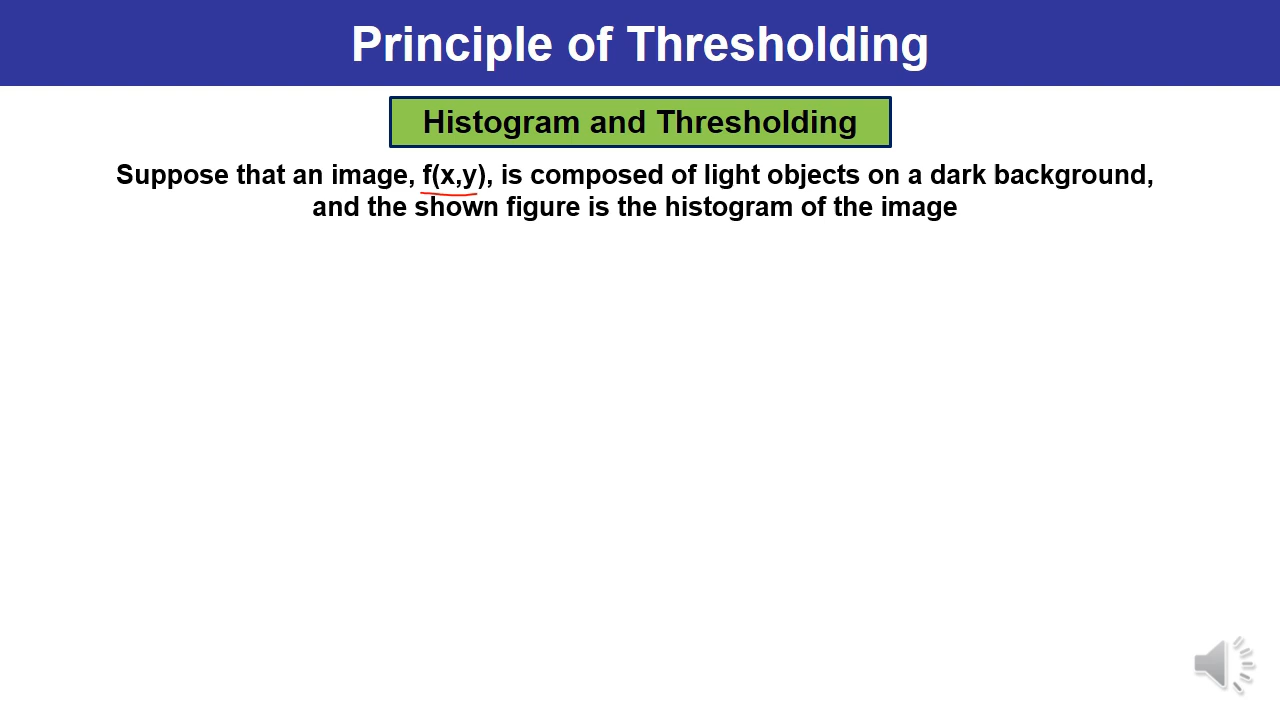 Principle of Thresholding
Histogram and Thresholding
Suppose that an image, f(x,y), is composed of light objects on a dark background,
and the shown figure is the histogram of the image